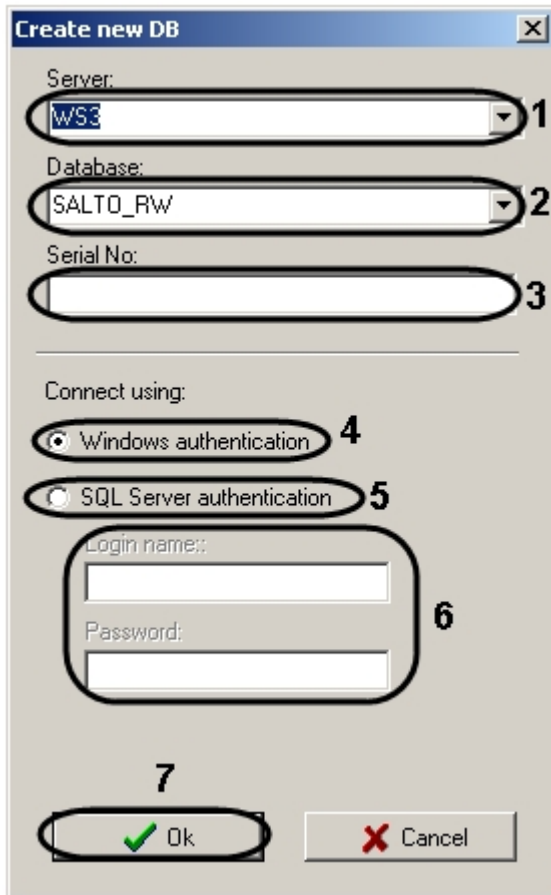 Create new DB
Server:
WS3 1
Database:
SALTO_RW 2
Serial No:
3
Connect using:
Windows authentication 4
SQL Server authentication 5
Login name::
6
Password:
7
Ok Cancel